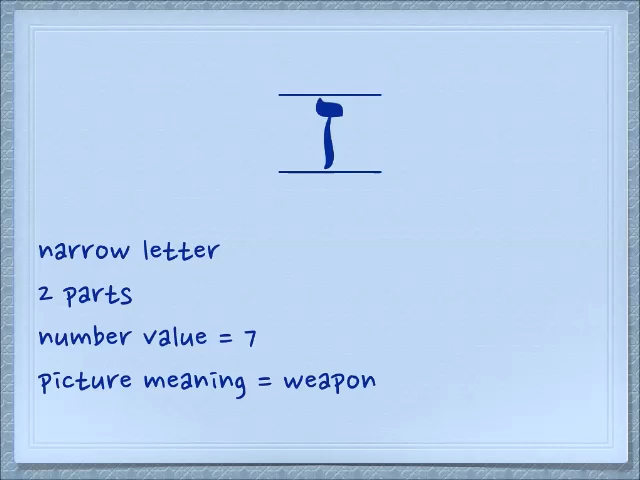 ז
narrow letter
2 parts
number value = 7
picture meaning = weapon